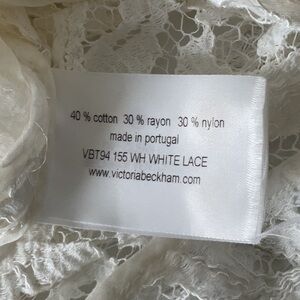 40 % cotton 30 % rayon 30 % nylon
made in portugal
VBT94 155 WH WHITE LACE
www.victoriabeckham.com